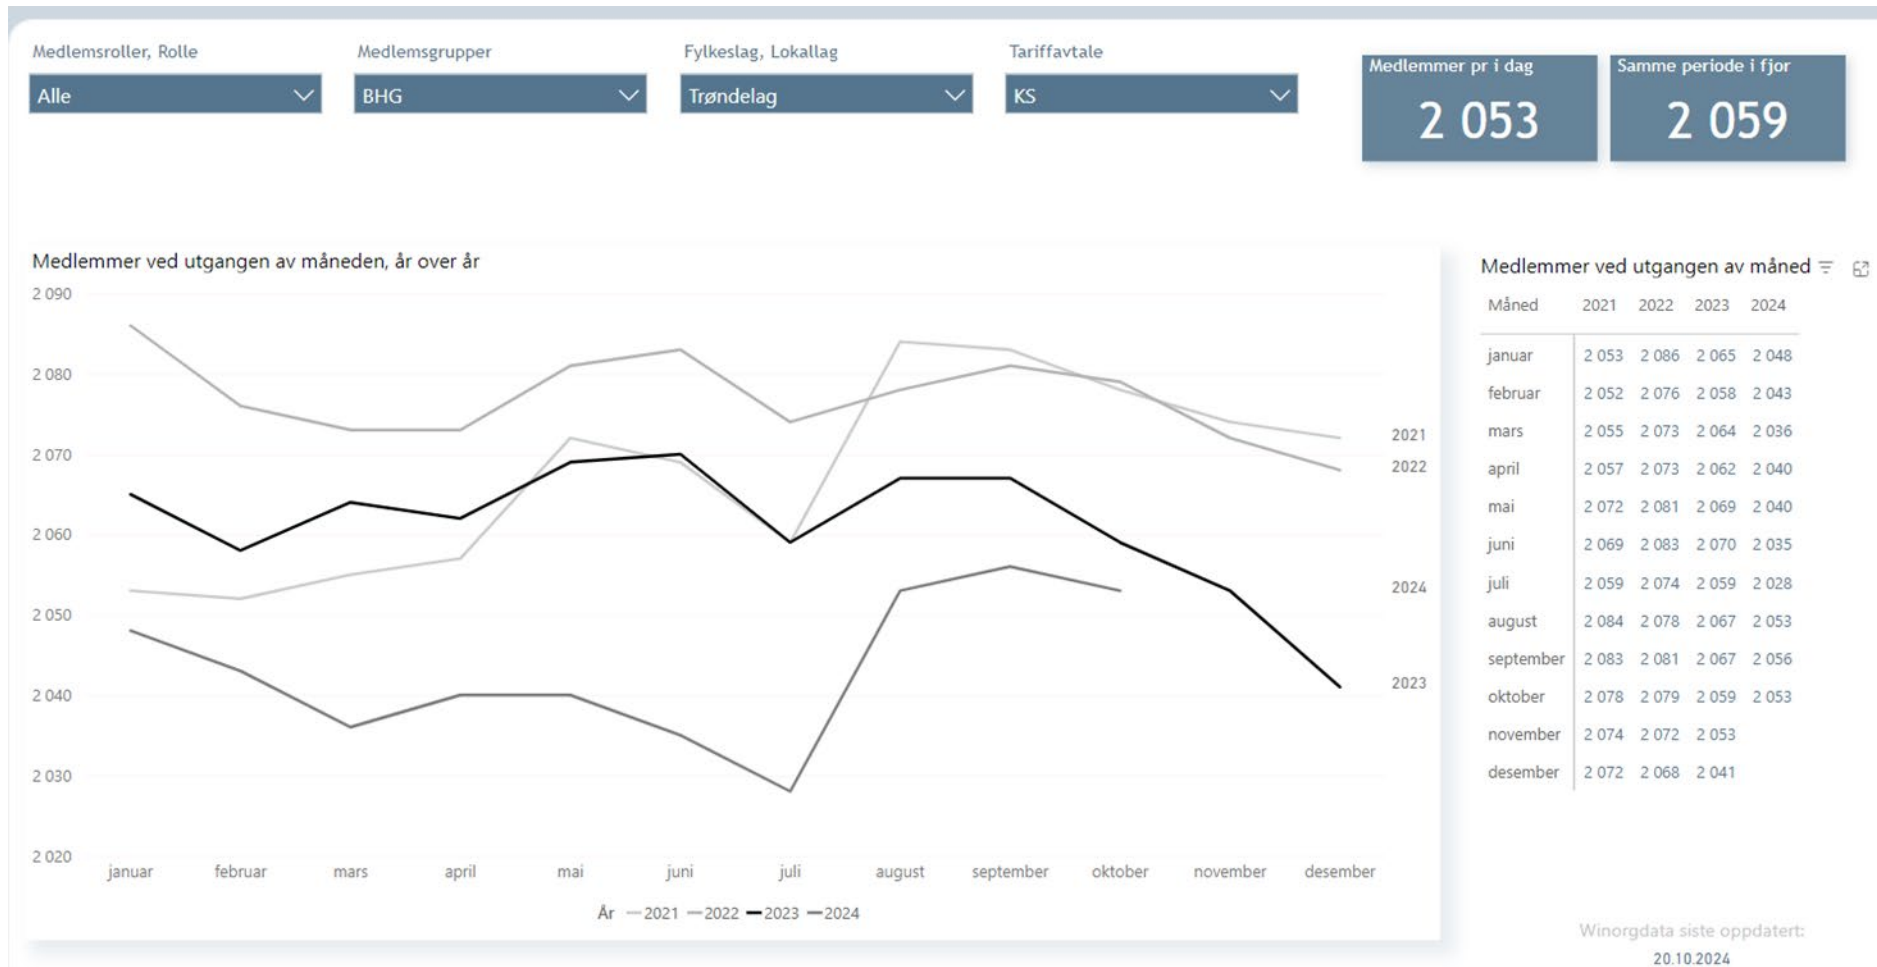 Medlemsroller, Rolle
Alle
Medlemsgrupper
BHG
Fylkeslag, Lokallag
Trøndelag
Tariffavtale
KS
Medlemmer pr i dag
2 053
Samme periode i fjor
2 059
Medlemmer ved utgangen av måneden, år over år
2 090
2 080
2 070
2 060
2 050
2 040
2 030
2 020
2021
2022
2024
2023
januar februar mars april mai juni juli august september oktober november desember
År 2021 2022 2023 2024
Medlemmer ved utgangen av måned
Måned 2021 2022 2023 2024
januar 2 053 2 086 2 065 2 048
februar 2 052 2 076 2 058 2 043
mars 2 055 2 073 2 064 2 036
april 2 057 2 073 2 062 2 040
mai 2 072 2 081 2 069 2 040
juni 2 069 2 083 2 070 2 035
juli 2 059 2 074 2 059 2 028
august 2 084 2 078 2 067 2 053
september 2 083 2 081 2 067 2 056
oktober 2 078 2 079 2 059 2 053
november 2 074 2 072 2 053
desember 2 072 2 068 2 041
Winorgdata siste oppdatert:
20.10.2024